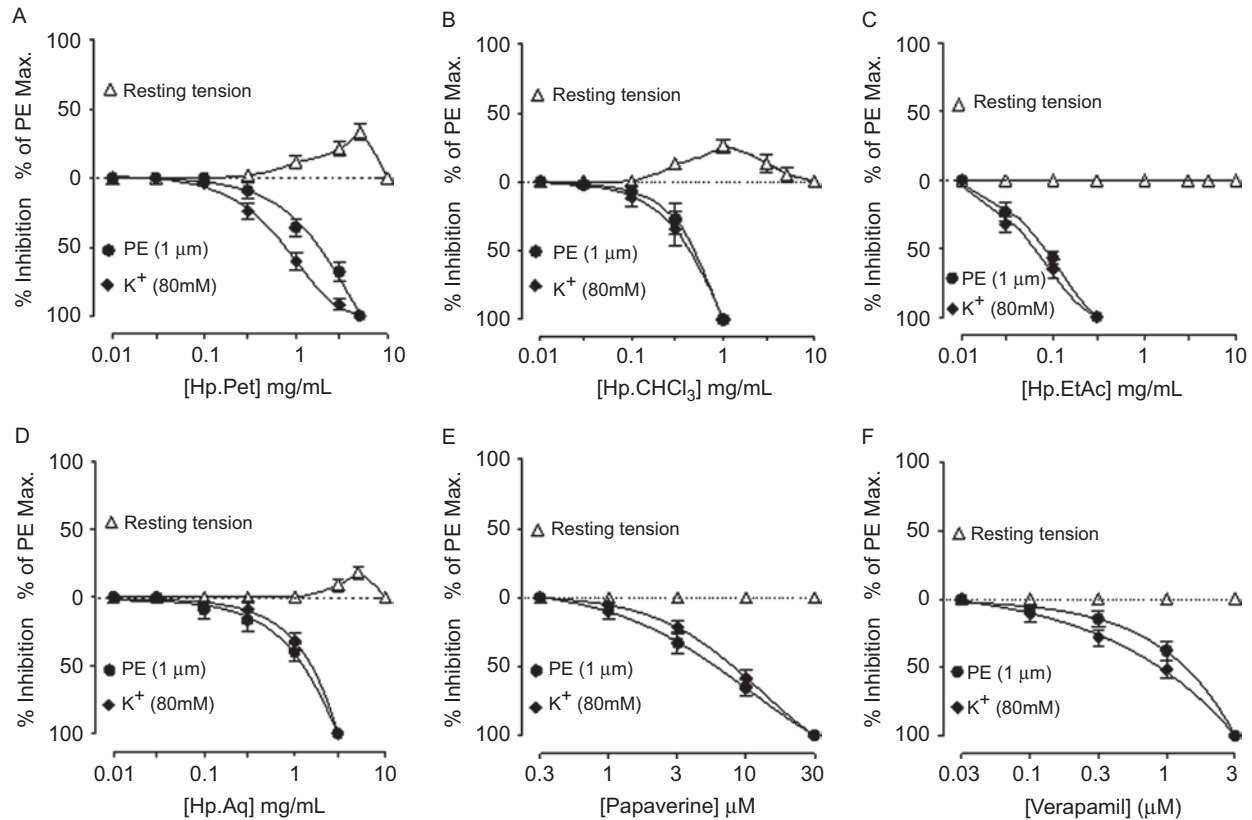 A
% of PE Max.
% Inhibition
100
50
0
50
100
Resting tension
PE (1 μm)
K+ (80mM)
0.01 0.1 1 10
[Hp.Pet] mg/mL
B
% of PE Max.
% Inhibition
100
50
0
50
100
Resting tension
PE (1 μm)
K+ (80mM)
0.01 0.1 1 10
[Hp.CHCl3] mg/mL
C
% of PE Max.
% Inhibition
100
50
0
50
100
Resting tension
PE (1 μm)
K+ (80mM)
0.01 0.1 1 10
[Hp.EtAc] mg/mL
D
% of PE Max.
% Inhibition
100
50
0
50
100
Resting tension
PE (1 μm)
K+ (80mM)
0.01 0.1 1 10
[Hp.Aq] mg/mL
E
% of PE Max.
% Inhibition
100
50
0
50
100
Resting tension
PE (1 μm)
K+ (80mM)
0.3 1 3 10 30
[Papaverine] μM
F
% of PE Max.
% Inhibition
100
50
0
50
100
Resting tension
PE (1 μm)
K+ (80mM)
0.03 0.1 0.3 1 3
[Verapamil] (μM)